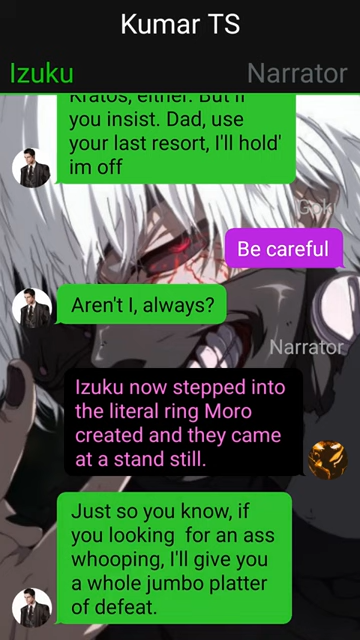 Kumar TS
Izuku
Narrator
Kratos, either. But if
you insist. Dad, use
your last resort, I'll hold'
im off
Goku
Be careful
Aren't I, always?
Narrator
Izuku now stepped into
the literal ring Moro
created and they came
at a stand still.
Just so you know, if
you looking  for an ass
whooping, I'll give you
a whole jumbo platter
of defeat.